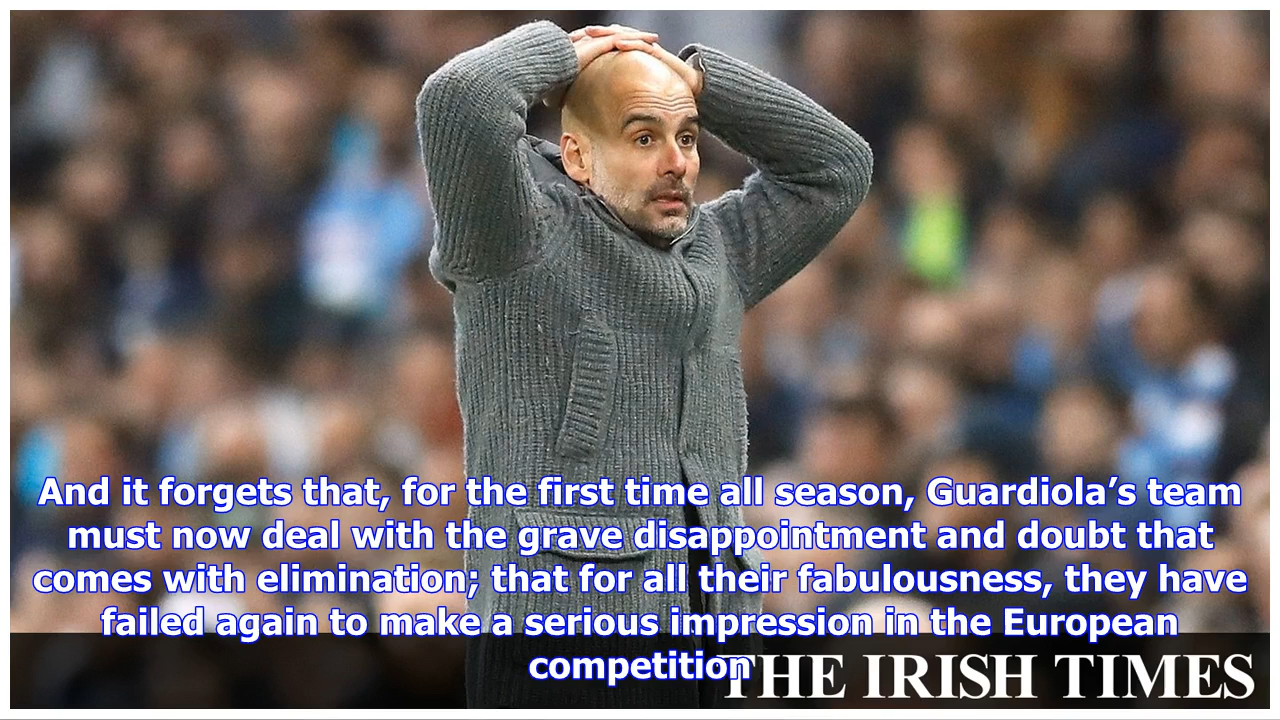 And it forgets that, for the first time all season, Guardiola’s team
must now deal with the grave disappointment and doubt that
comes with elimination; that for all their fabulousness, they have
failed again to make a serious impression in the European
competition
THE IRISH TIMES